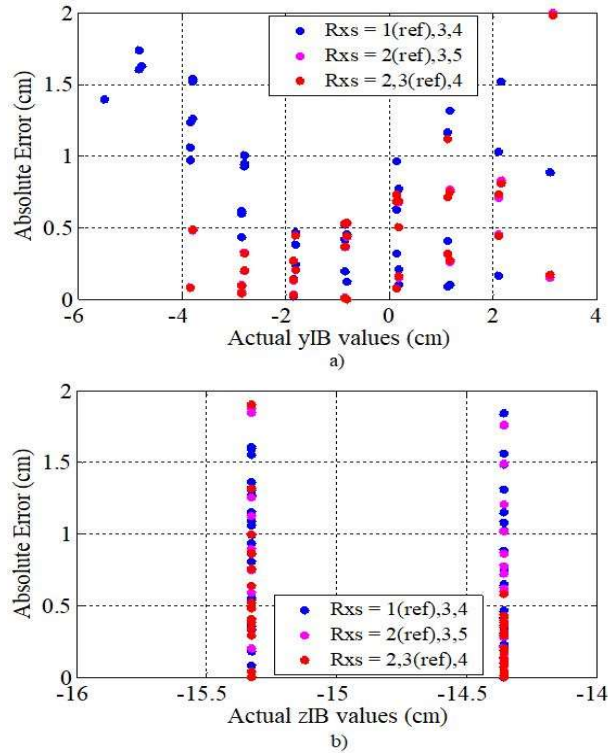 2
1.5
1
0.5
0
Absolute Error (cm)
Rxs = 1(ref),3,4
Rxs = 2(ref),3,5
Rxs = 2,3(ref),4
-6 -4 -2 0 2 4
Actual yIB values (cm)
a)
2
1.5
1
0.5
0
Absolute Error (cm)
Rxs = 1(ref),3,4
Rxs = 2(ref),3,5
Rxs = 2,3(ref),4
-16 -15.5 -15 -14.5 -14
Actual zIB values (cm)
b)